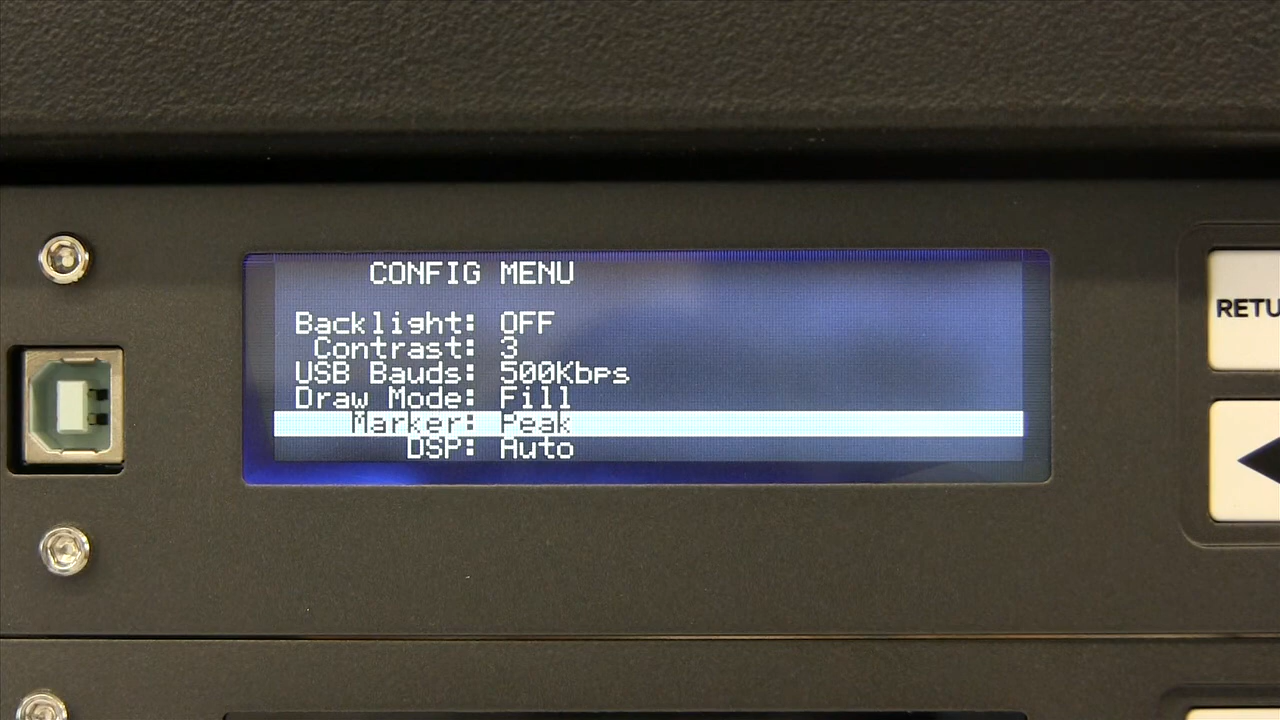 CONFIG MENU
Backlight: OFF
Contrast: 3
USB Bauds: 500Kbps
Draw Mode: Fill
Marker: Peak
DSP: Auto
RETU